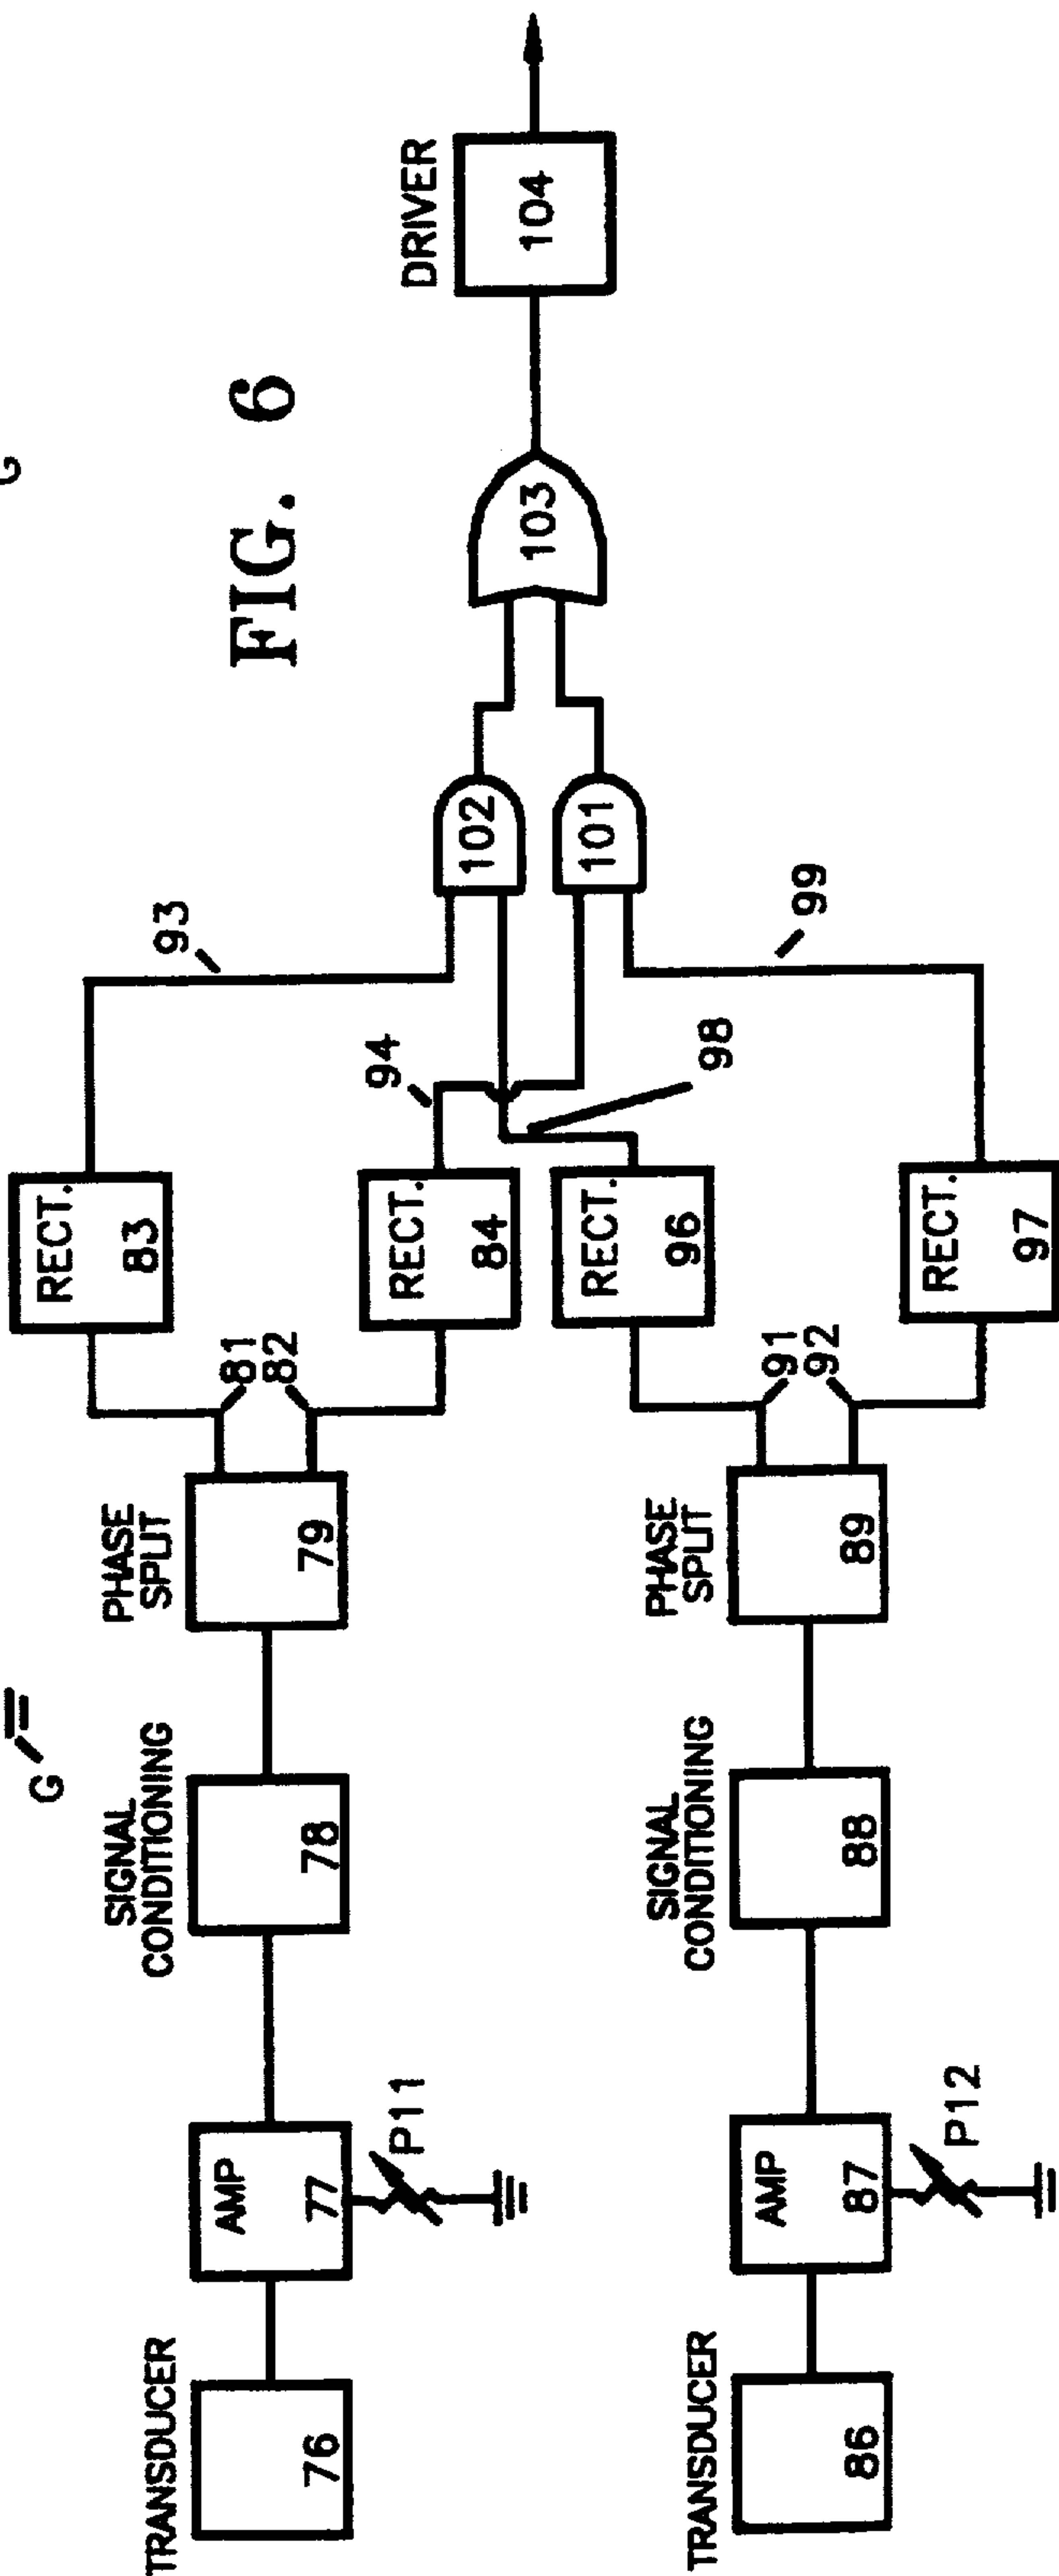 G
FIG. 6
TRANSDUCER
76
AMP
77
P11
SIGNAL
CONDITIONING
78
PHASE
SPLIT
79
81
82
RECT.
83
RECT.
84
93
94
TRANSDUCER
86
AMP
87
P12
SIGNAL
CONDITIONING
88
PHASE
SPLIT
89
91
92
RECT.
96
RECT.
97
98
99
102
101
103
DRIVER
104
G